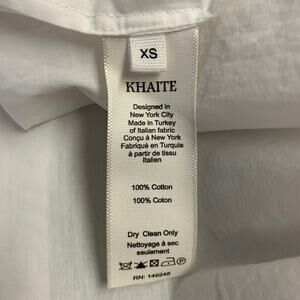 XS
KHAITE
Designed in
New York City
Made in Turkey
of Italian fabric
Conçu à New York
Fabriqué en Turquie
à partir de tissu
Italien
100% Cotton
100% Coton
Dry Clean Only
Nettoyage à sec
seulement
RN: 149248